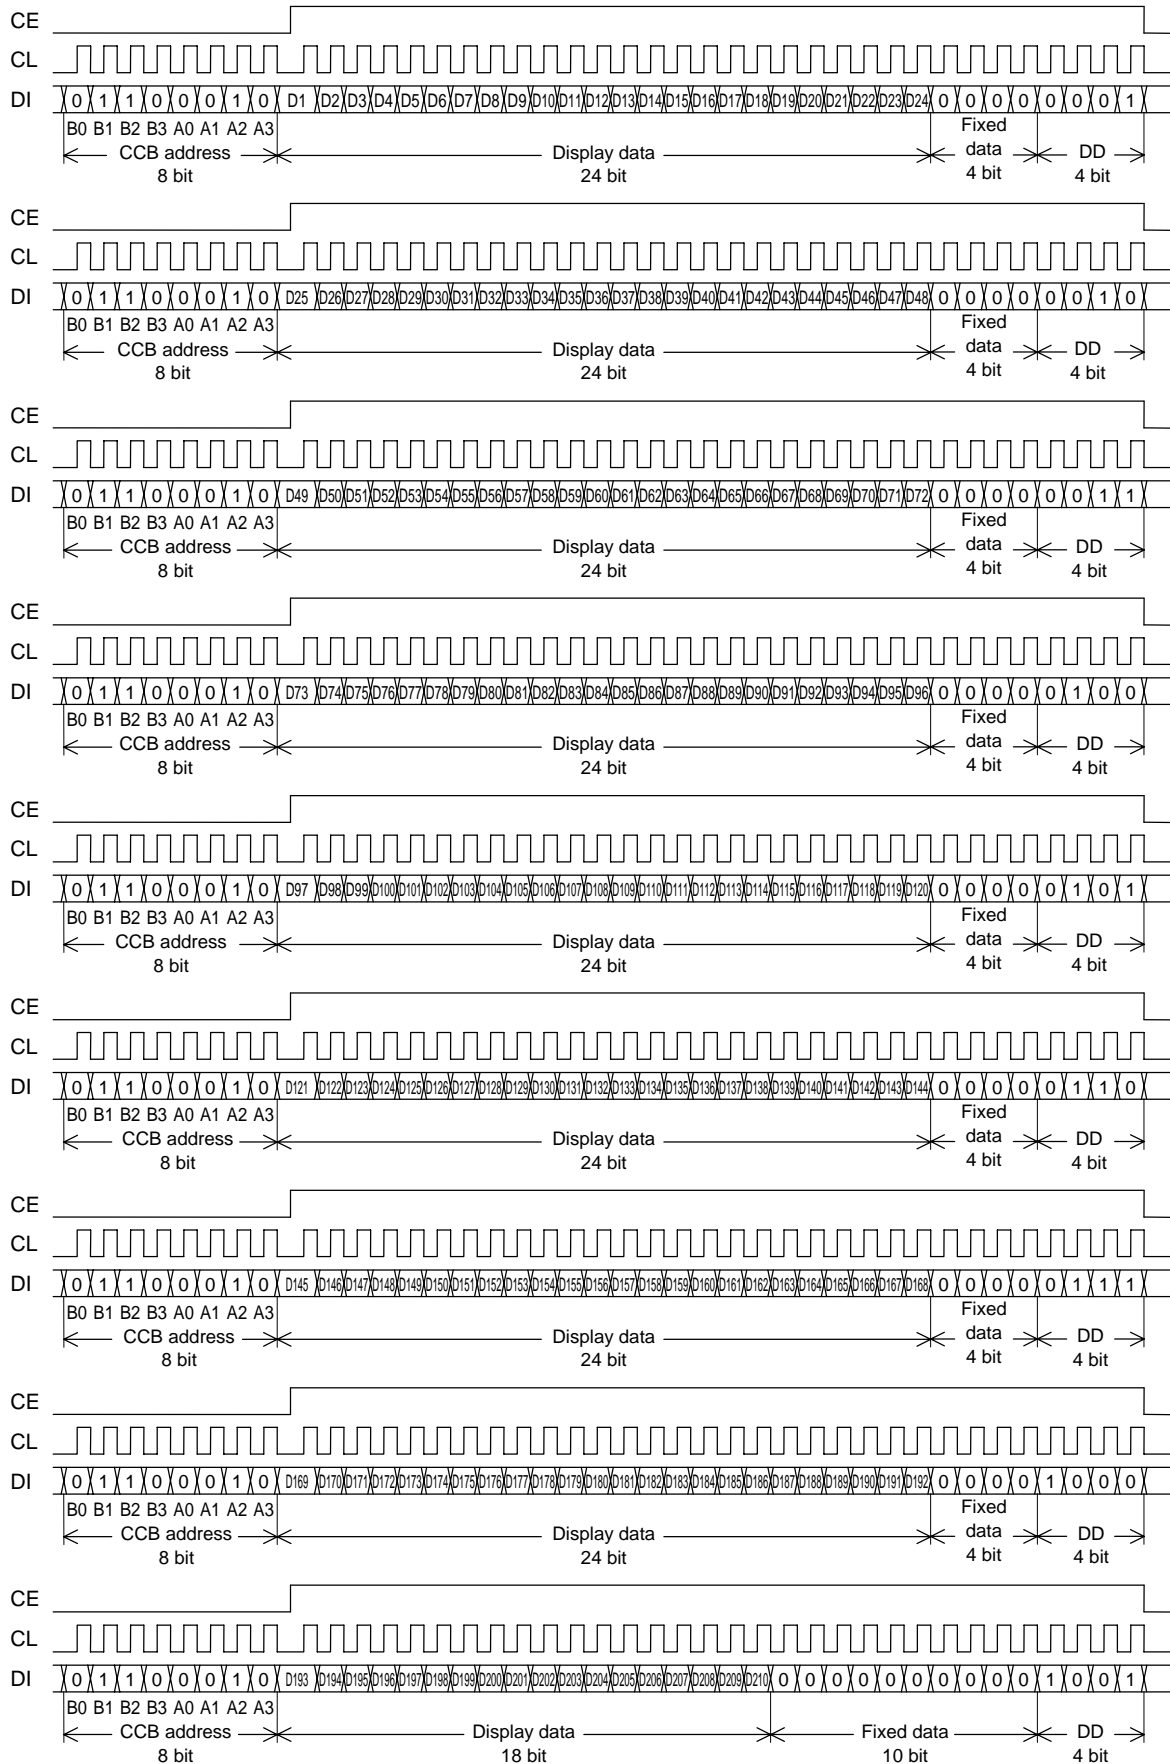 CE
CL
DI 0 1 1 0 0 0 1 0 D1 D2 D3 D4 D5 D6 D7 D8 D9 D10 D11 D12 D13 D14 D15 D16 D17 D18 D19 D20 D21 D22 D23 D24 0 0 0 0 0 0 0 1
B0 B1 B2 B3 A0 A1 A2 A3 Fixed
CCB address Display data data DD
8 bit 24 bit 4 bit 4 bit
CE
CL
DI 0 1 1 0 0 0 1 0 D25 D26 D27 D28 D29 D30 D31 D32 D33 D34 D35 D36 D37 D38 D39 D40 D41 D42 D43 D44 D45 D46 D47 D48 0 0 0 0 0 0 1 0
B0 B1 B2 B3 A0 A1 A2 A3 Fixed
CCB address Display data data DD
8 bit 24 bit 4 bit 4 bit
CE
CL
DI 0 1 1 0 0 0 1 0 D49 D50 D51 D52 D53 D54 D55 D56 D57 D58 D59 D60 D61 D62 D63 D64 D65 D66 D67 D68 D69 D70 D71 D72 0 0 0 0 0 0 1 1
B0 B1 B2 B3 A0 A1 A2 A3 Fixed
CCB address Display data data DD
8 bit 24 bit 4 bit 4 bit
CE
CL
DI 0 1 1 0 0 0 1 0 D73 D74 D75 D76 D77 D78 D79 D80 D81 D82 D83 D84 D85 D86 D87 D88 D89 D90 D91 D92 D93 D94 D95 D96 0 0 0 0 0 1 0 0
B0 B1 B2 B3 A0 A1 A2 A3 Fixed
CCB address Display data data DD
8 bit 24 bit 4 bit 4 bit
CE
CL
DI 0 1 1 0 0 0 1 0 D97 D98 D99 D100 D101 D102 D103 D104 D105 D106 D107 D108 D109 D110 D111 D112 D113 D114 D115 D116 D117 D118 D119 D120 0 0 0 0 0 1 0 1
B0 B1 B2 B3 A0 A1 A2 A3 Fixed
CCB address Display data data DD
8 bit 24 bit 4 bit 4 bit
CE
CL
DI 0 1 1 0 0 0 1 0 D121 D122 D123 D124 D125 D126 D127 D128 D129 D130 D131 D132 D133 D134 D135 D136 D137 D138 D139 D140 D141 D142 D143 D144 0 0 0 0 0 1 1 0
B0 B1 B2 B3 A0 A1 A2 A3 Fixed
CCB address Display data data DD
8 bit 24 bit 4 bit 4 bit
CE
CL
DI 0 1 1 0 0 0 1 0 D145 D146 D147 D148 D149 D150 D151 D152 D153 D154 D155 D156 D157 D158 D159 D160 D161 D162 D163 D164 D165 D166 D167 D168 0 0 0 0 0 1 1 1
B0 B1 B2 B3 A0 A1 A2 A3 Fixed
CCB address Display data data DD
8 bit 24 bit 4 bit 4 bit
CE
CL
DI 0 1 1 0 0 0 1 0 D169 D170 D171 D172 D173 D174 D175 D176 D177 D178 D179 D180 D181 D182 D183 D184 D185 D186 D187 D188 D189 D190 D191 D192 0 0 0 0 1 0 0 0
B0 B1 B2 B3 A0 A1 A2 A3 Fixed
CCB address Display data data DD
8 bit 24 bit 4 bit 4 bit
CE
CL
DI 0 1 1 0 0 0 1 0 D193 D194 D195 D196 D197 D198 D199 D200 D201 D202 D203 D204 D205 D206 D207 D208 D209 D210 0 0 0 0 0 0 0 0 0 0 1 0 0 1
B0 B1 B2 B3 A0 A1 A2 A3
CCB address Display data Fixed data DD
8 bit 18 bit 10 bit 4 bit